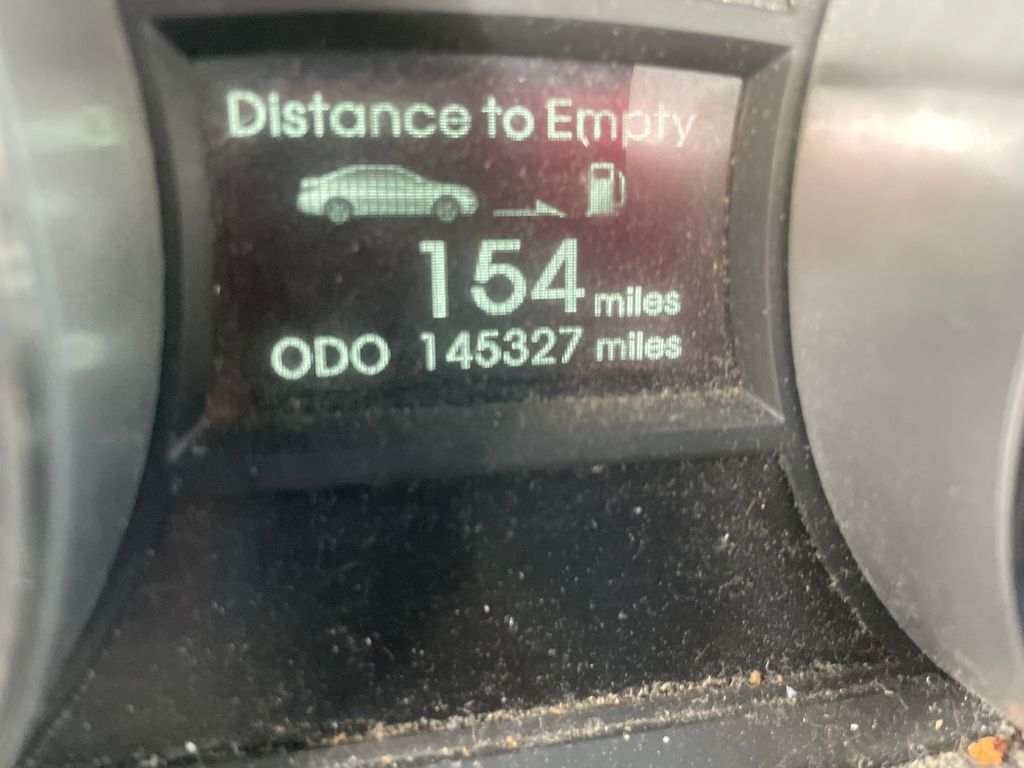 Distance to Empty
154 miles
ODO 145327 miles